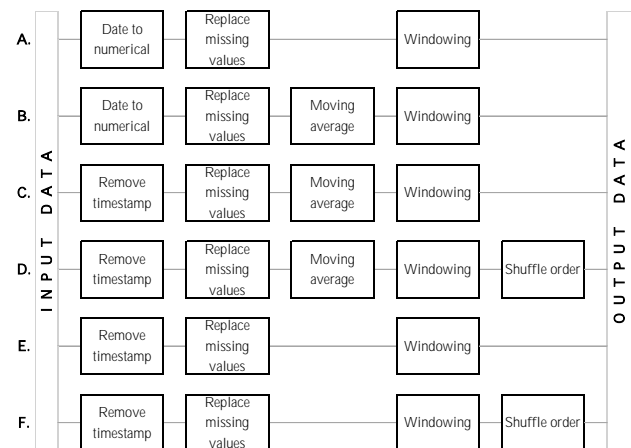 INPUT DATA
A.
Date to
numerical
Replace
missing
values
Windowing
B.
Date to
numerical
Replace
missing
values
Moving
average
Windowing
C.
Remove
timestamp
Replace
missing
values
Moving
average
Windowing
D.
Remove
timestamp
Replace
missing
values
Moving
average
Windowing
Shuffle order
E.
Remove
timestamp
Replace
missing
values
Windowing
F.
Remove
timestamp
Replace
missing
values
Windowing
Shuffle order
OUTPUT DATA